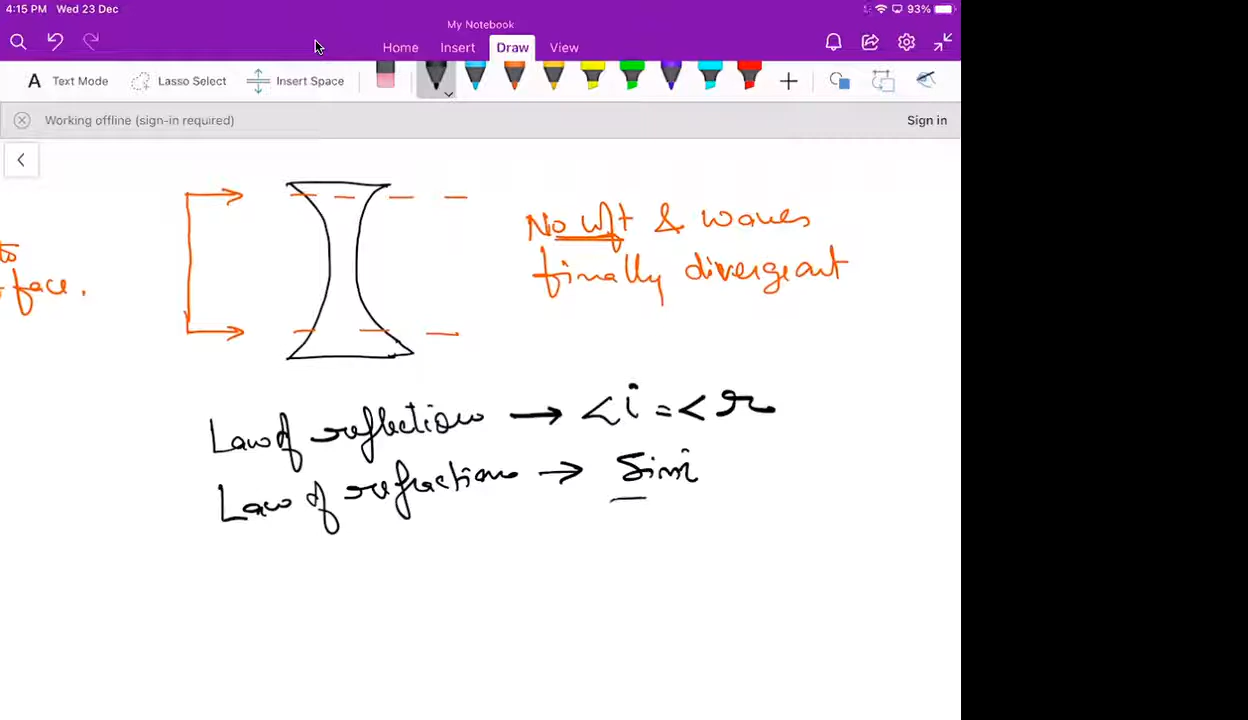 4:15 PM Wed 23 Dec
93%
My Notebook
Home Insert Draw View
A Text Mode Lasso Select Insert Space
Working offline (sign-in required) Sign in
No wft & waves
finally divergeant
to
face.
Law of reflection → <i = <r
Law of refraction → Sini